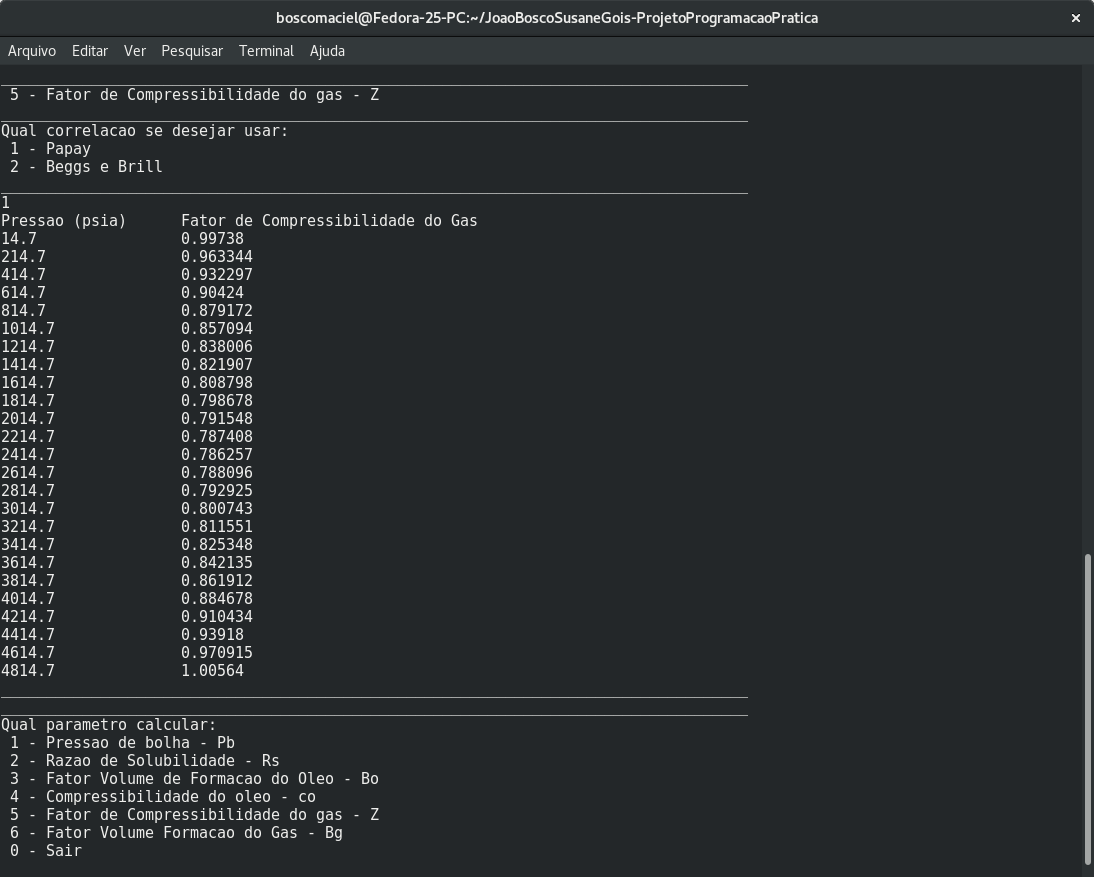 boscomaciel@Fedora-25-PC:~/JoaoBoscoSusaneGois-ProjetoProgramacaoPratica
Arquivo Editar Ver Pesquisar Terminal Ajuda
5 - Fator de Compressibilidade do gas - Z
Qual correlacao se desejar usar:
1 - Papay
2 - Beggs e Brill
1
Pressao (psia) Fator de Compressibilidade do Gas
14.7 0.99738
214.7 0.963344
414.7 0.932297
614.7 0.90424
814.7 0.879172
1014.7 0.857094
1214.7 0.838006
1414.7 0.821907
1614.7 0.808798
1814.7 0.798678
2014.7 0.791548
2214.7 0.787408
2414.7 0.786257
2614.7 0.788096
2814.7 0.792925
3014.7 0.800743
3214.7 0.811551
3414.7 0.825348
3614.7 0.842135
3814.7 0.861912
4014.7 0.884678
4214.7 0.910434
4414.7 0.93918
4614.7 0.970915
4814.7 1.00564
Qual parametro calcular:
1 - Pressao de bolha - Pb
2 - Razao de Solubilidade - Rs
3 - Fator Volume de Formacao do Oleo - Bo
4 - Compressibilidade do oleo - co
5 - Fator de Compressibilidade do gas - Z
6 - Fator Volume Formacao do Gas - Bg
0 - Sair